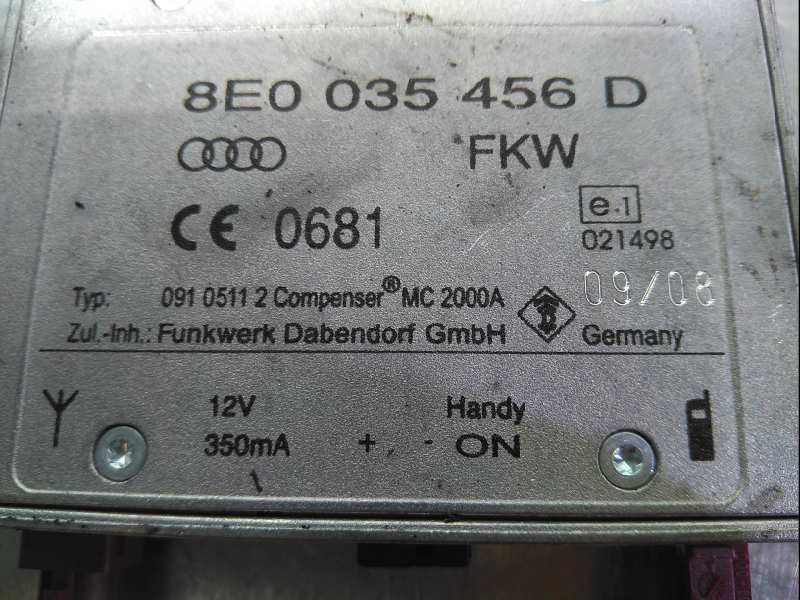 8E0 035 456 D
FKW
CE 0681
e1
021498
09/08
Typ: 091 0511 2 Compenser® MC 2000A
Zul.-Inh.: Funkwerk Dabendorf GmbH Germany
12V Handy
350mA + - ON